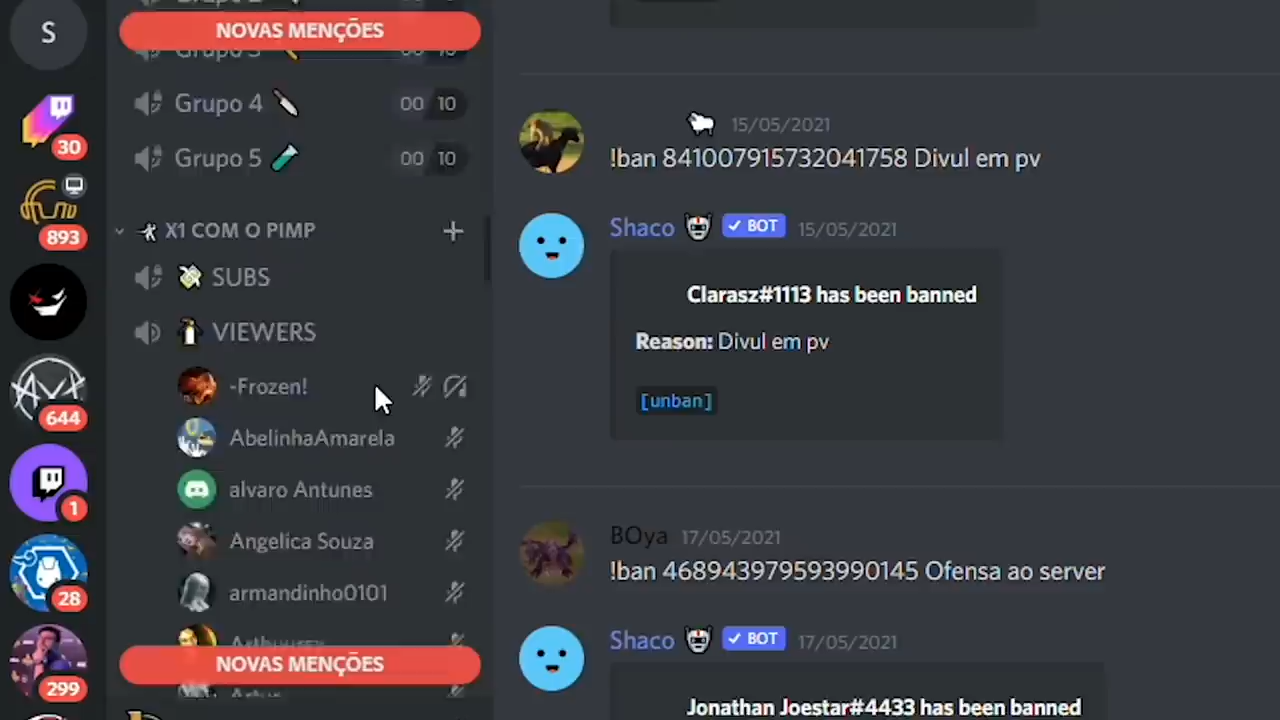 S
30
893
644
1
28
299
NOVAS MENÇÕES
Grupo 4 00 10
Grupo 5 00 10
X1 COM O PIMP
SUBS
VIEWERS
-Frozen!
AbelinhaAmarela
alvaro Antunes
Angelica Souza
armandinho0101
NOVAS MENÇÕES
15/05/2021
!ban 841007915732041758 Divul em pv
Shaco BOT 15/05/2021
Clarasz#1113 has been banned
Reason: Divul em pv
[unban]
BOya 17/05/2021
!ban 468943979593990145 Ofensa ao server
Shaco BOT 17/05/2021
Jonathan Joestar#4433 has been banned